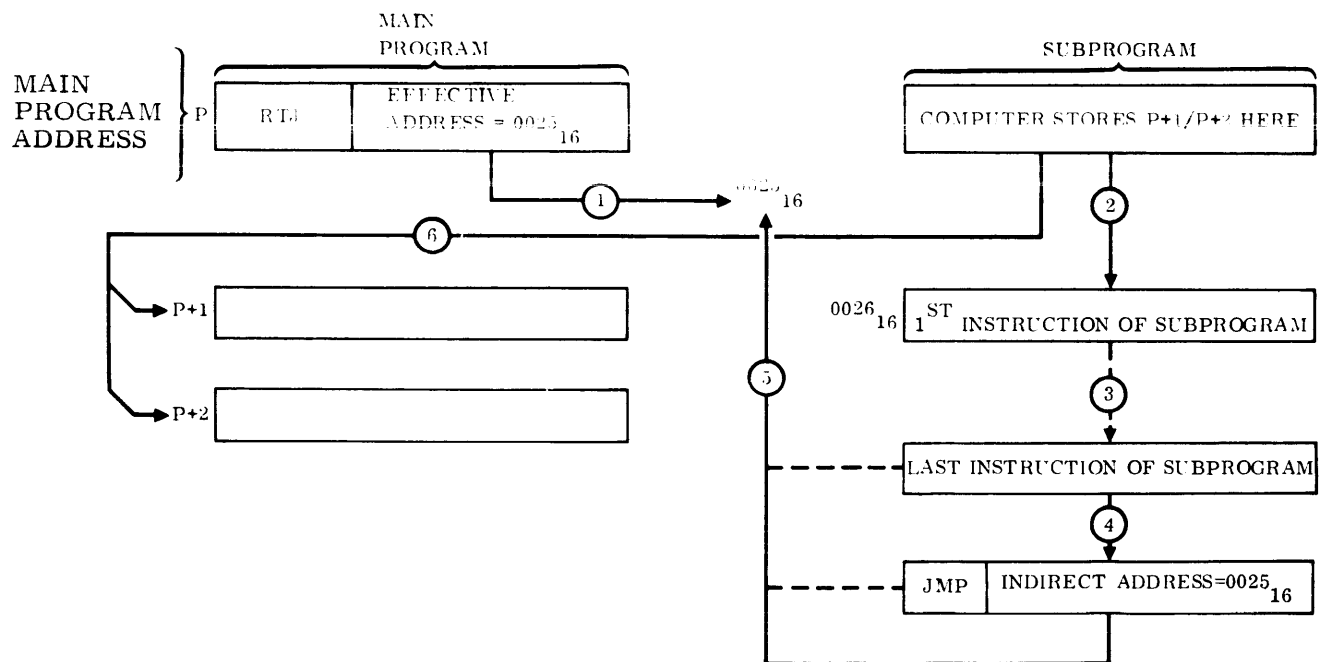 MAIN
PROGRAM
SUBPROGRAM
MAIN
PROGRAM
ADDRESS
P
RTJ
EFFECTIVE
ADDRESS = 0025
16
COMPUTER STORES P+1/P+2 HERE
1
0025
16
2
6
P+1
0026
16
1ST INSTRUCTION OF SUBPROGRAM
5
3
P+2
LAST INSTRUCTION OF SUBPROGRAM
4
JMP
INDIRECT ADDRESS=0025
16